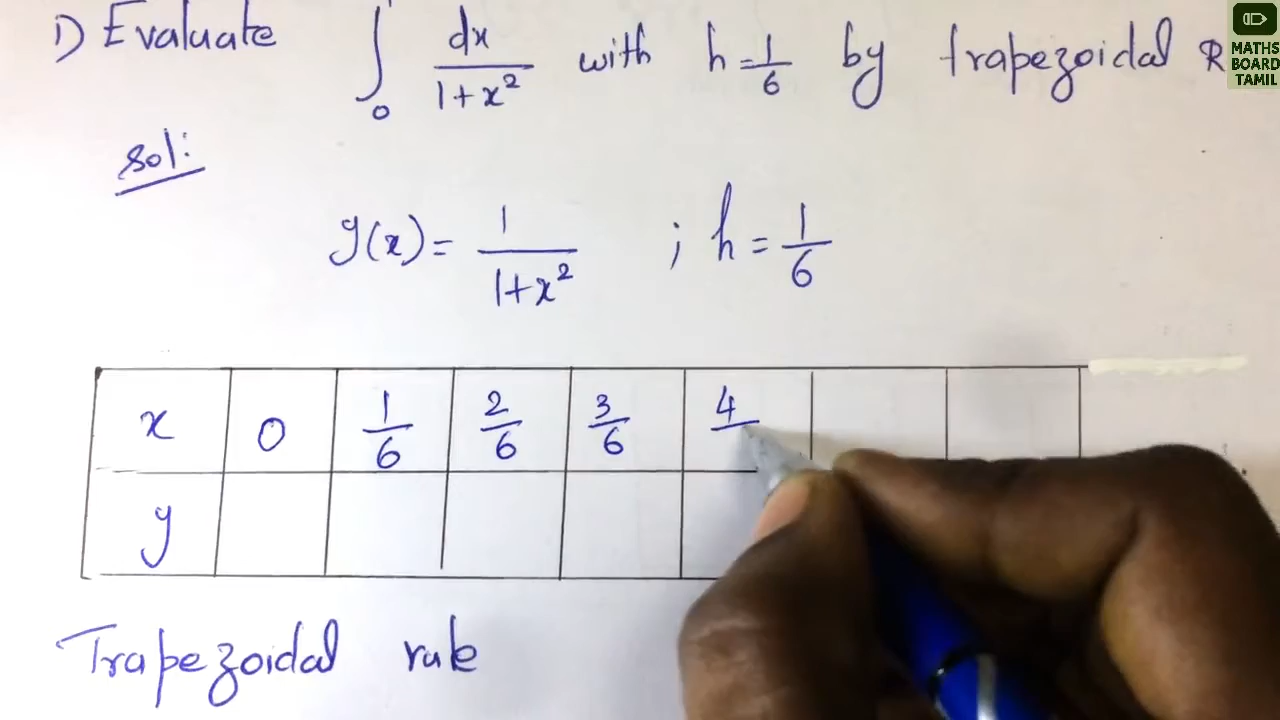 1) Evaluate ∫₀¹ dx/(1+x²) with h=1/6 by trapezoidal R
MATHS BOARD TAMIL
sol:
y(x) = 1/(1+x²) ; h = 1/6
x 0 1/6 2/6 3/6 4
y
Trapezoidal rule